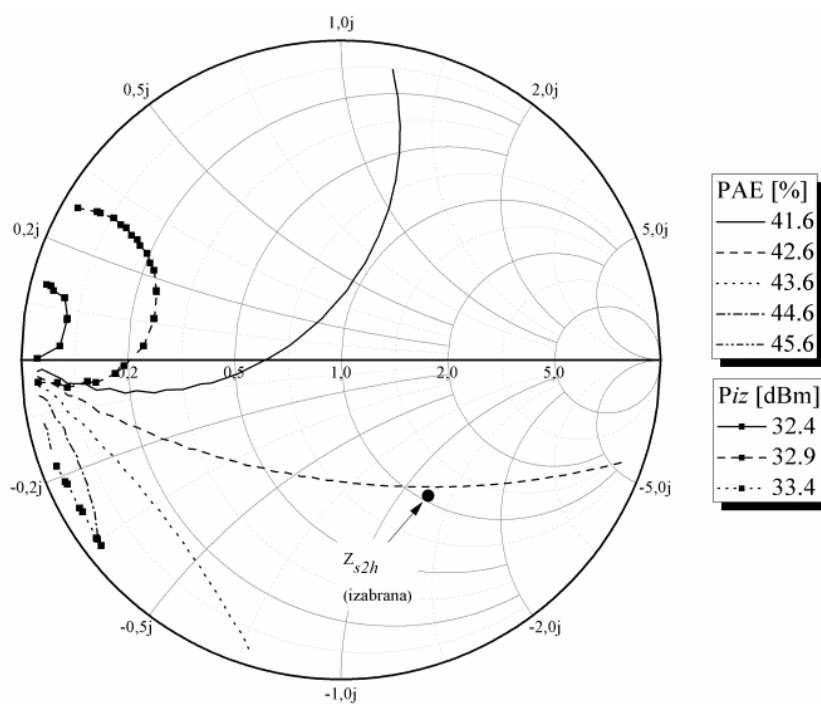 1,0j
0,5j
2,0j
0,2j
5,0j
0,2
0,5
1,0
2,0
5,0
-0,2j
-5,0j
Z_s2h
(izabrana)
-0,5j
-2,0j
-1,0j
PAE [%]
41.6
42.6
43.6
44.6
45.6
Piz [dBm]
32.4
32.9
33.4